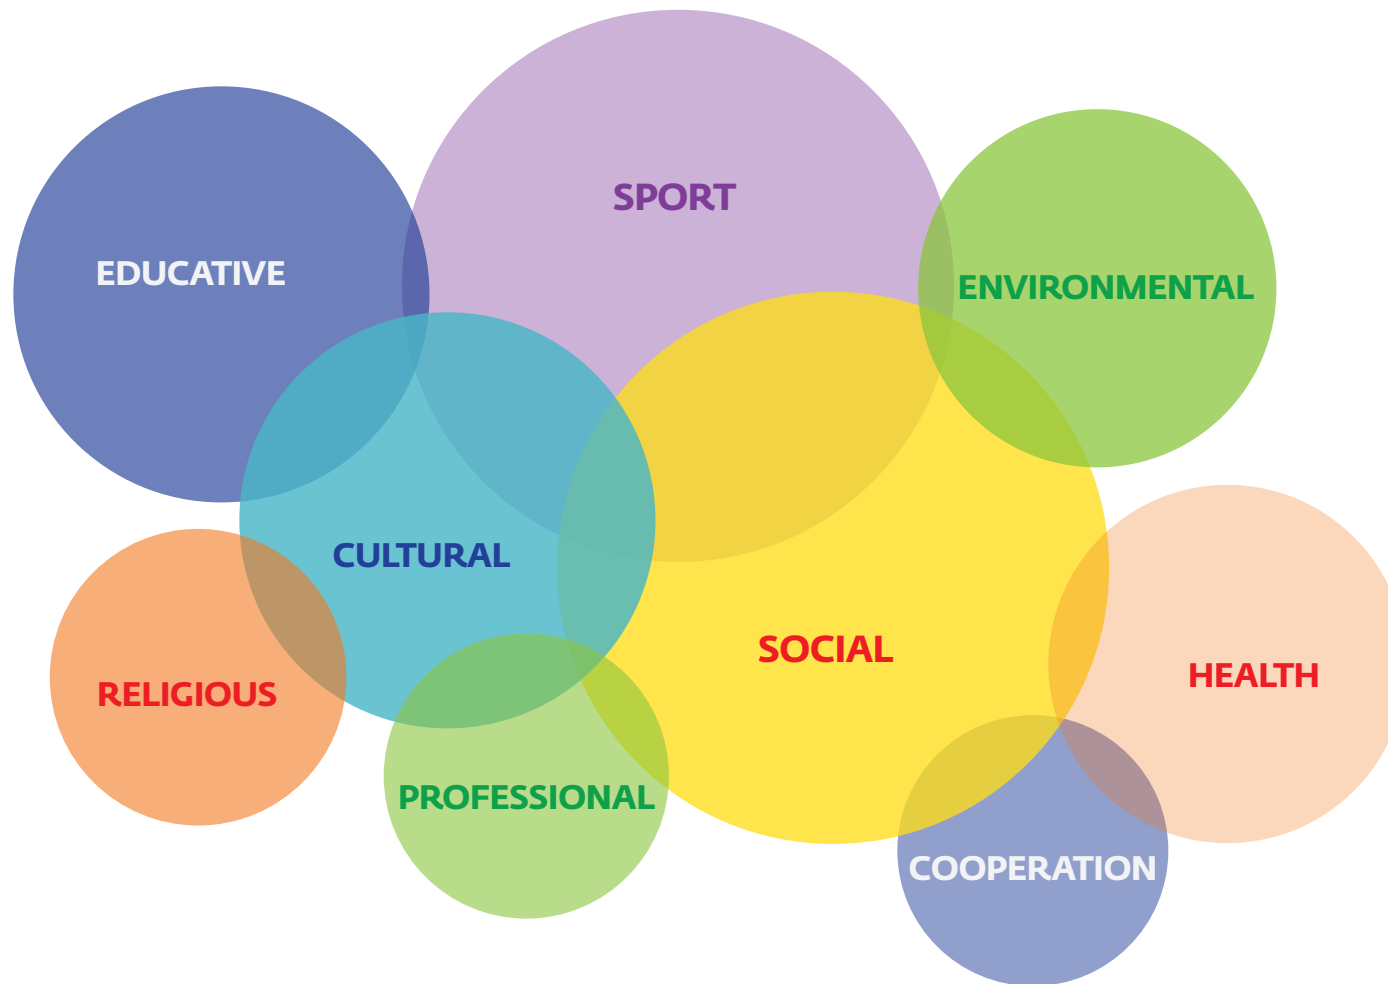 SPORT
EDUCATIVE
ENVIRONMENTAL
CULTURAL
SOCIAL
HEALTH
RELIGIOUS
PROFESSIONAL
COOPERATION